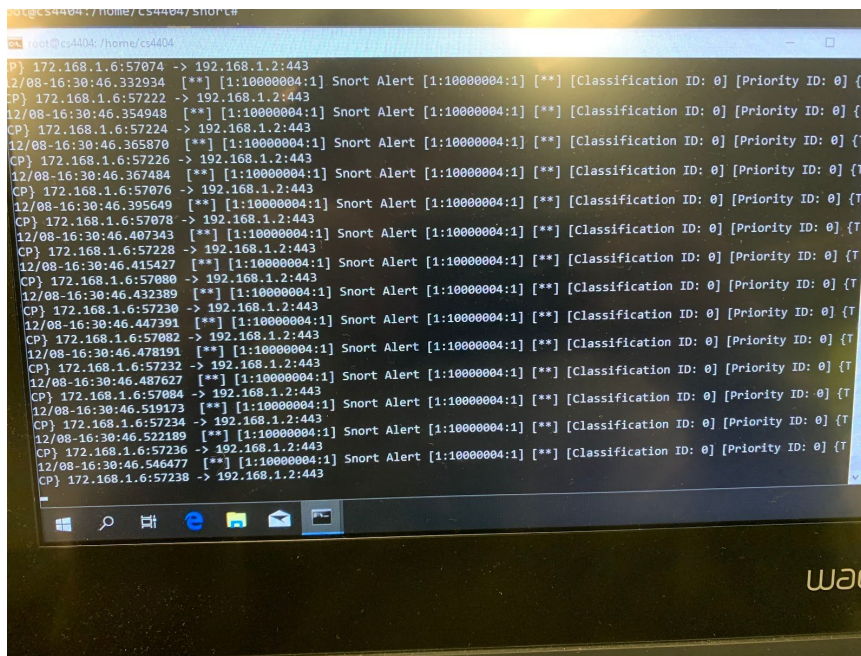 root@cs4404:/home/cs4404/snort#
root@cs4404: /home/cs4404
P} 172.168.1.6:57074 -> 192.168.1.2:443
12/08-16:30:46.332934 [**] [1:10000004:1] Snort Alert [1:10000004:1] [**] [Classification ID: 0] [Priority ID: 0] {
CP} 172.168.1.6:57222 -> 192.168.1.2:443
12/08-16:30:46.354948 [**] [1:10000004:1] Snort Alert [1:10000004:1] [**] [Classification ID: 0] [Priority ID: 0] {
CP} 172.168.1.6:57224 -> 192.168.1.2:443
12/08-16:30:46.365870 [**] [1:10000004:1] Snort Alert [1:10000004:1] [**] [Classification ID: 0] [Priority ID: 0] {T
CP} 172.168.1.6:57226 -> 192.168.1.2:443
12/08-16:30:46.367484 [**] [1:10000004:1] Snort Alert [1:10000004:1] [**] [Classification ID: 0] [Priority ID: 0] {T
CP} 172.168.1.6:57076 -> 192.168.1.2:443
12/08-16:30:46.395649 [**] [1:10000004:1] Snort Alert [1:10000004:1] [**] [Classification ID: 0] [Priority ID: 0] {T
CP} 172.168.1.6:57078 -> 192.168.1.2:443
12/08-16:30:46.407343 [**] [1:10000004:1] Snort Alert [1:10000004:1] [**] [Classification ID: 0] [Priority ID: 0] {T
CP} 172.168.1.6:57228 -> 192.168.1.2:443
12/08-16:30:46.415427 [**] [1:10000004:1] Snort Alert [1:10000004:1] [**] [Classification ID: 0] [Priority ID: 0] {T
CP} 172.168.1.6:57080 -> 192.168.1.2:443
12/08-16:30:46.432389 [**] [1:10000004:1] Snort Alert [1:10000004:1] [**] [Classification ID: 0] [Priority ID: 0] {T
CP} 172.168.1.6:57230 -> 192.168.1.2:443
12/08-16:30:46.447391 [**] [1:10000004:1] Snort Alert [1:10000004:1] [**] [Classification ID: 0] [Priority ID: 0] {T
CP} 172.168.1.6:57082 -> 192.168.1.2:443
12/08-16:30:46.478191 [**] [1:10000004:1] Snort Alert [1:10000004:1] [**] [Classification ID: 0] [Priority ID: 0] {T
CP} 172.168.1.6:57232 -> 192.168.1.2:443
12/08-16:30:46.487627 [**] [1:10000004:1] Snort Alert [1:10000004:1] [**] [Classification ID: 0] [Priority ID: 0] {T
CP} 172.168.1.6:57084 -> 192.168.1.2:443
12/08-16:30:46.519173 [**] [1:10000004:1] Snort Alert [1:10000004:1] [**] [Classification ID: 0] [Priority ID: 0] {T
CP} 172.168.1.6:57234 -> 192.168.1.2:443
12/08-16:30:46.522189 [**] [1:10000004:1] Snort Alert [1:10000004:1] [**] [Classification ID: 0] [Priority ID: 0] {T
CP} 172.168.1.6:57236 -> 192.168.1.2:443
12/08-16:30:46.546477 [**] [1:10000004:1] Snort Alert [1:10000004:1] [**] [Classification ID: 0] [Priority ID: 0] {T
CP} 172.168.1.6:57238 -> 192.168.1.2:443